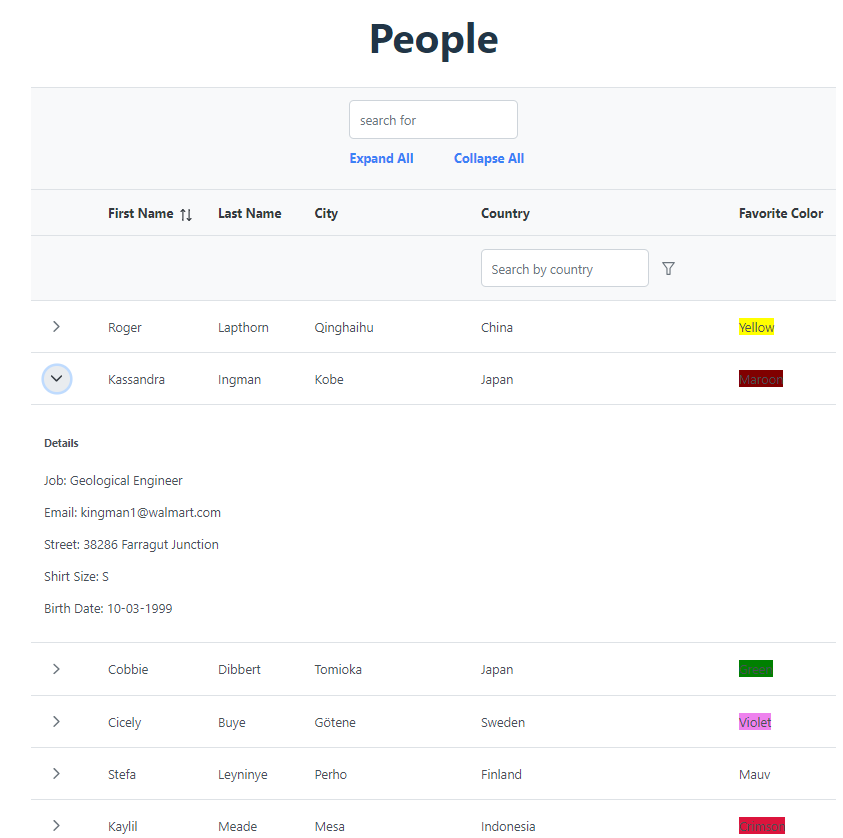 People
search for
Expand All Collapse All
First Name Last Name City Country Favorite Color
Search by country
Roger Lapthorn Qinghaihu China Yellow
Kassandra Ingman Kobe Japan Maroon
Details
Job: Geological Engineer
Email: kingman1@walmart.com
Street: 38286 Farragut Junction
Shirt Size: S
Birth Date: 10-03-1999
Cobbie Dibbert Tomioka Japan
Cicely Buye Götene Sweden Violet
Stefa Leyninye Perho Finland Mauv
Kaylil Meade Mesa Indonesia Crimson